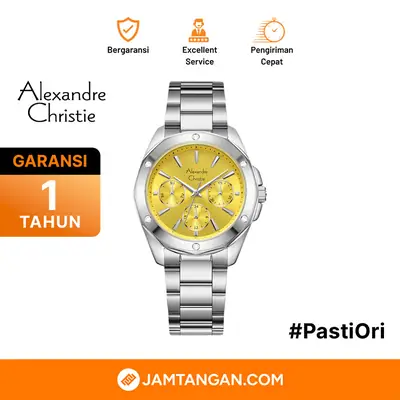 Bergaransi
Excellent
Service
Pengiriman
Cepat
Alexandre
Christie
GARANSI
1
TAHUN
Alexandre
Christie
#PastiOri
JAMTANGAN.COM